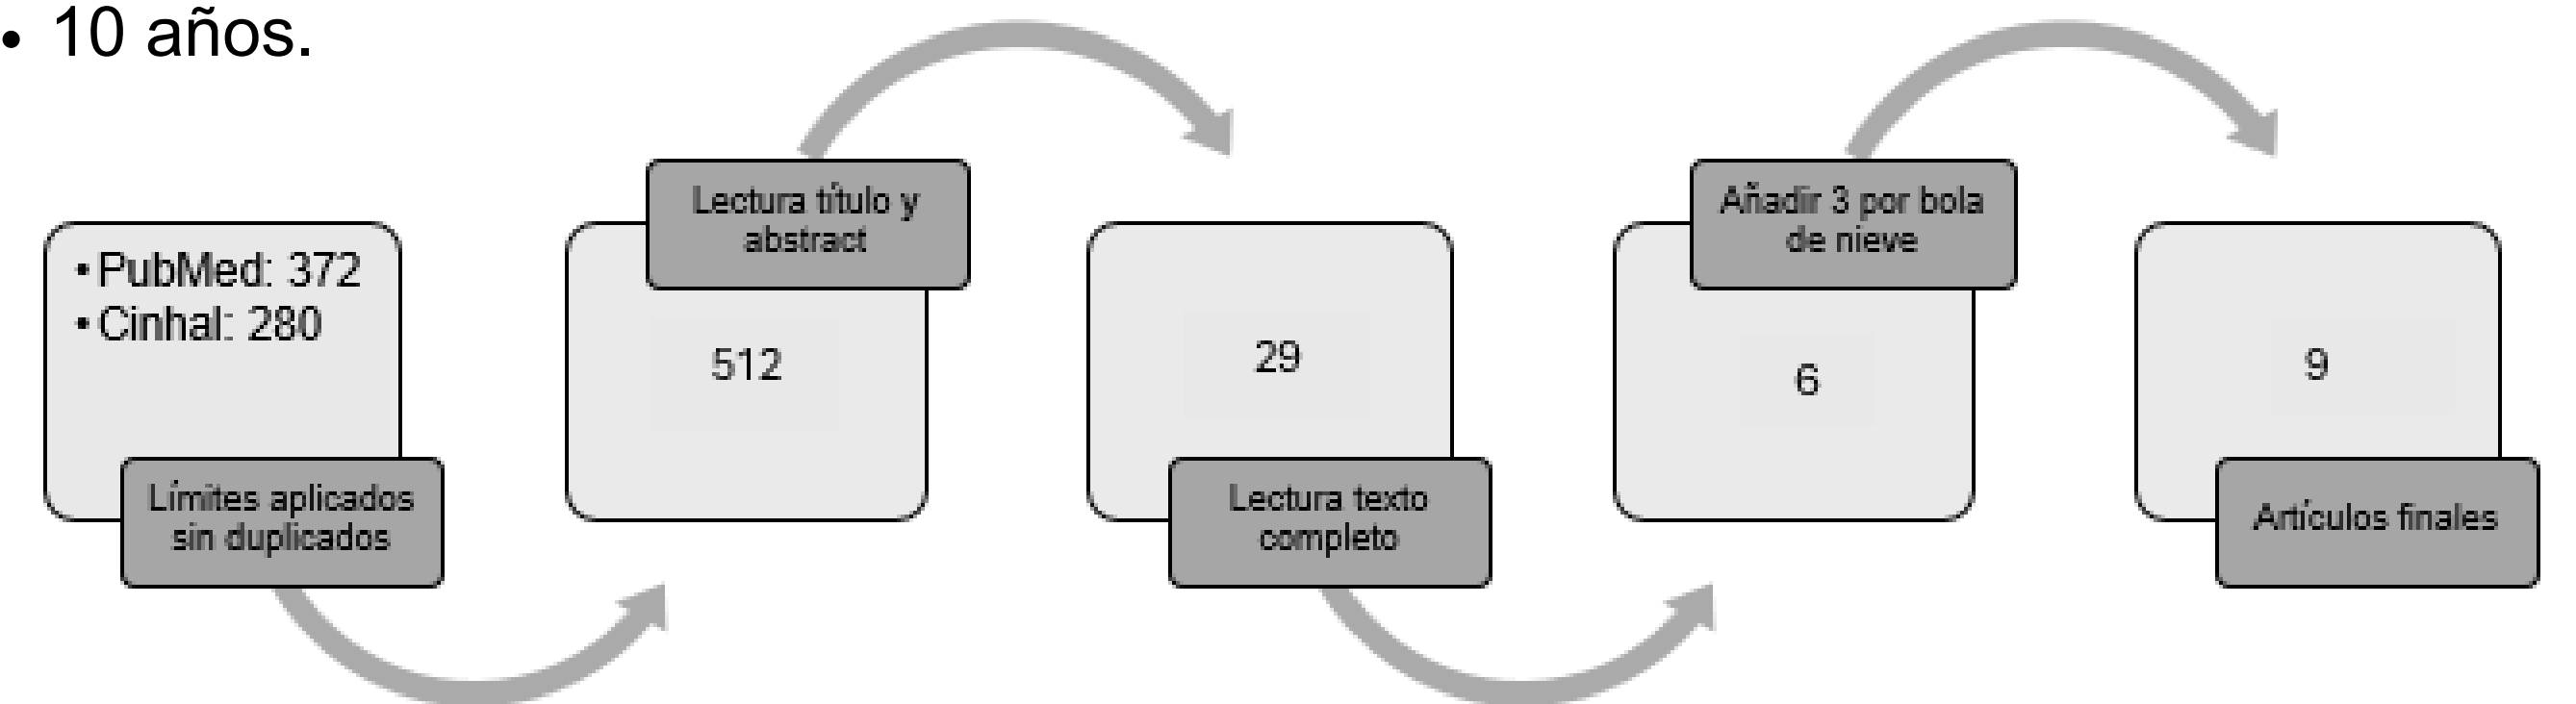 • 10 años.
• PubMed: 372
• Cinhal: 280
Límites aplicados
sin duplicados
Lectura título y
abstract
512
29
Lectura texto
completo
Añadir 3 por bola
de nieve
6
9
Artículos finales